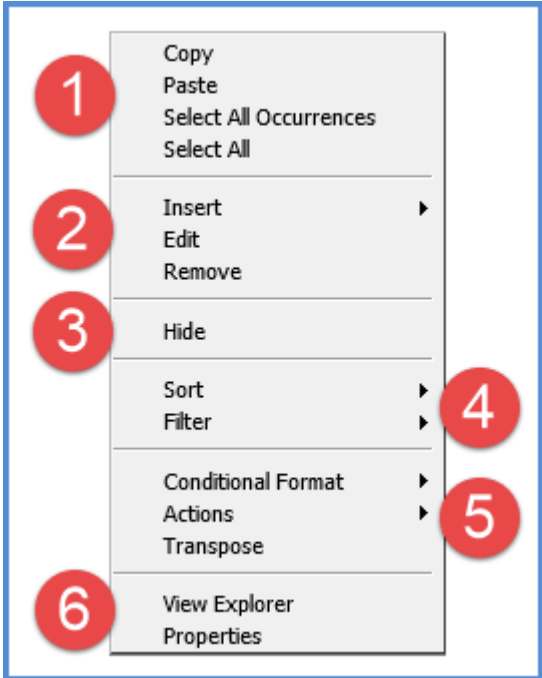 1
Copy
Paste
Select All Occurrences
Select All
2
Insert
Edit
Remove
3
Hide
Sort
Filter
4
Conditional Format
Actions
Transpose
5
6
View Explorer
Properties